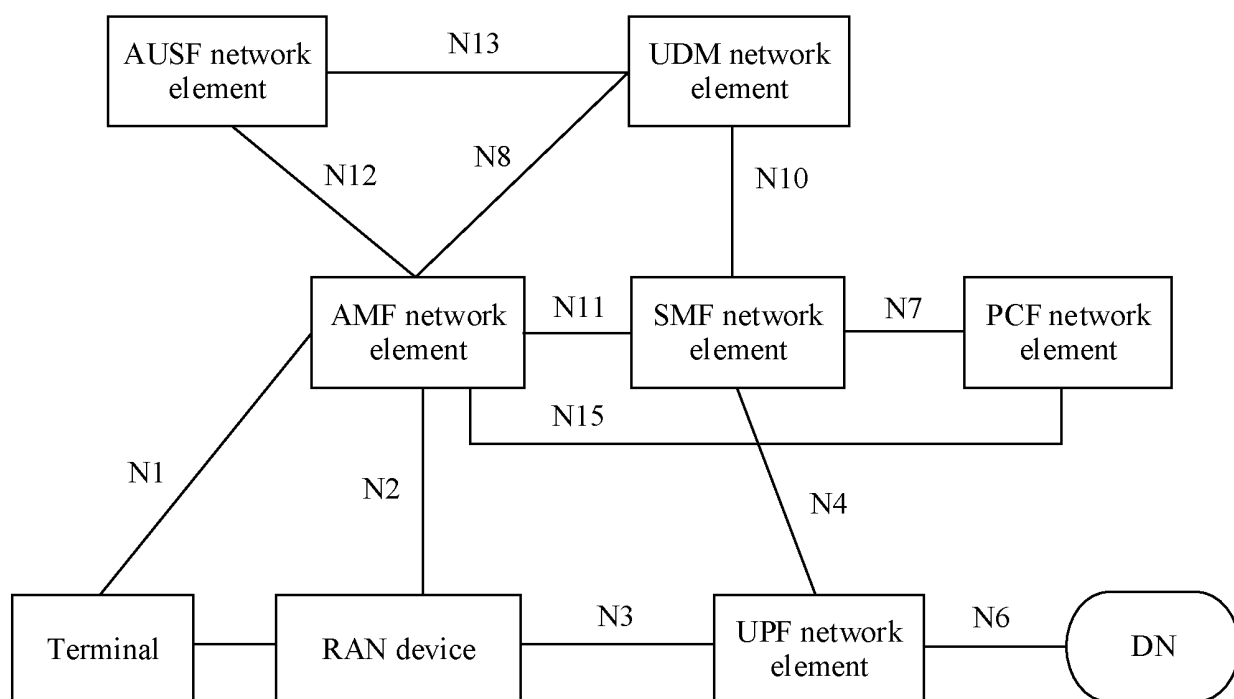 AUSF network
element
N13
UDM network
element
N12
N8
N10
AMF network
element
N11
SMF network
element
N7
PCF network
element
N15
N1
N2
N4
Terminal
RAN device
N3
UPF network
element
N6
DN